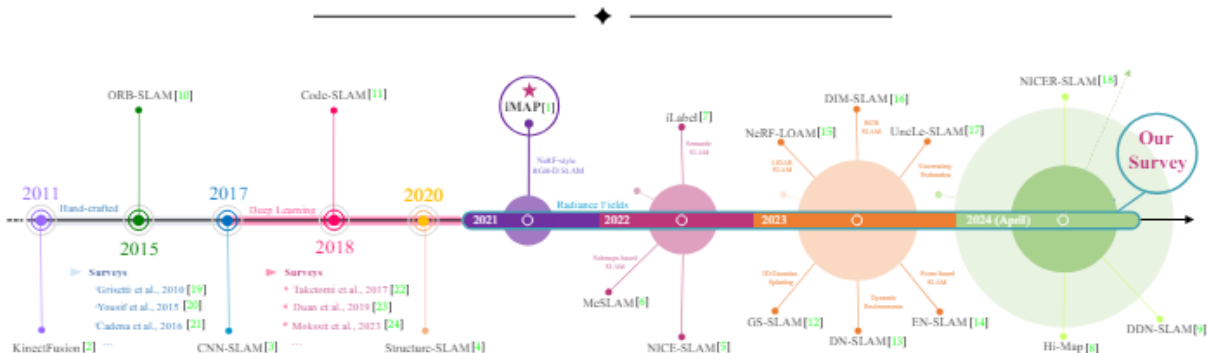 ORB-SLAM[10]
Code-SLAM[11]
iMAP[1]
iLabel[7]
DIM-SLAM[16]
NeRF-LOAM[15]
UncLe-SLAM[17]
NICER-SLAM[18]
Our
Survey
NeRF-style
RGB-D SLAM
Semantic
SLAM
LiDAR
SLAM
RGB
SLAM
Uncertainty
Estimation
2011
2017
2020
Hand-crafted
Deep Learning
Radiance Fields
2021
2022
2023
2024 (April)
2015
2018
Surveys
Grisetti et al., 2010 [19]
Yousif et al., 2015 [20]
Cadena et al., 2016 [21]
...
Surveys
Taketomi et al., 2017 [22]
Duan et al., 2019 [23]
Mokssit et al., 2023 [24]
...
Submaps-based
SLAM
3D Gaussian
Splatting
Dynamic
Environments
SLAM
MeSLAM [6]
GS-SLAM [12]
EN-SLAM [14]
DDN-SLAM[9]
KinectFusion [2]
CNN-SLAM [3]
Structure-SLAM [4]
NICE-SLAM[5]
DN-SLAM[13]
Hi-Map [8]